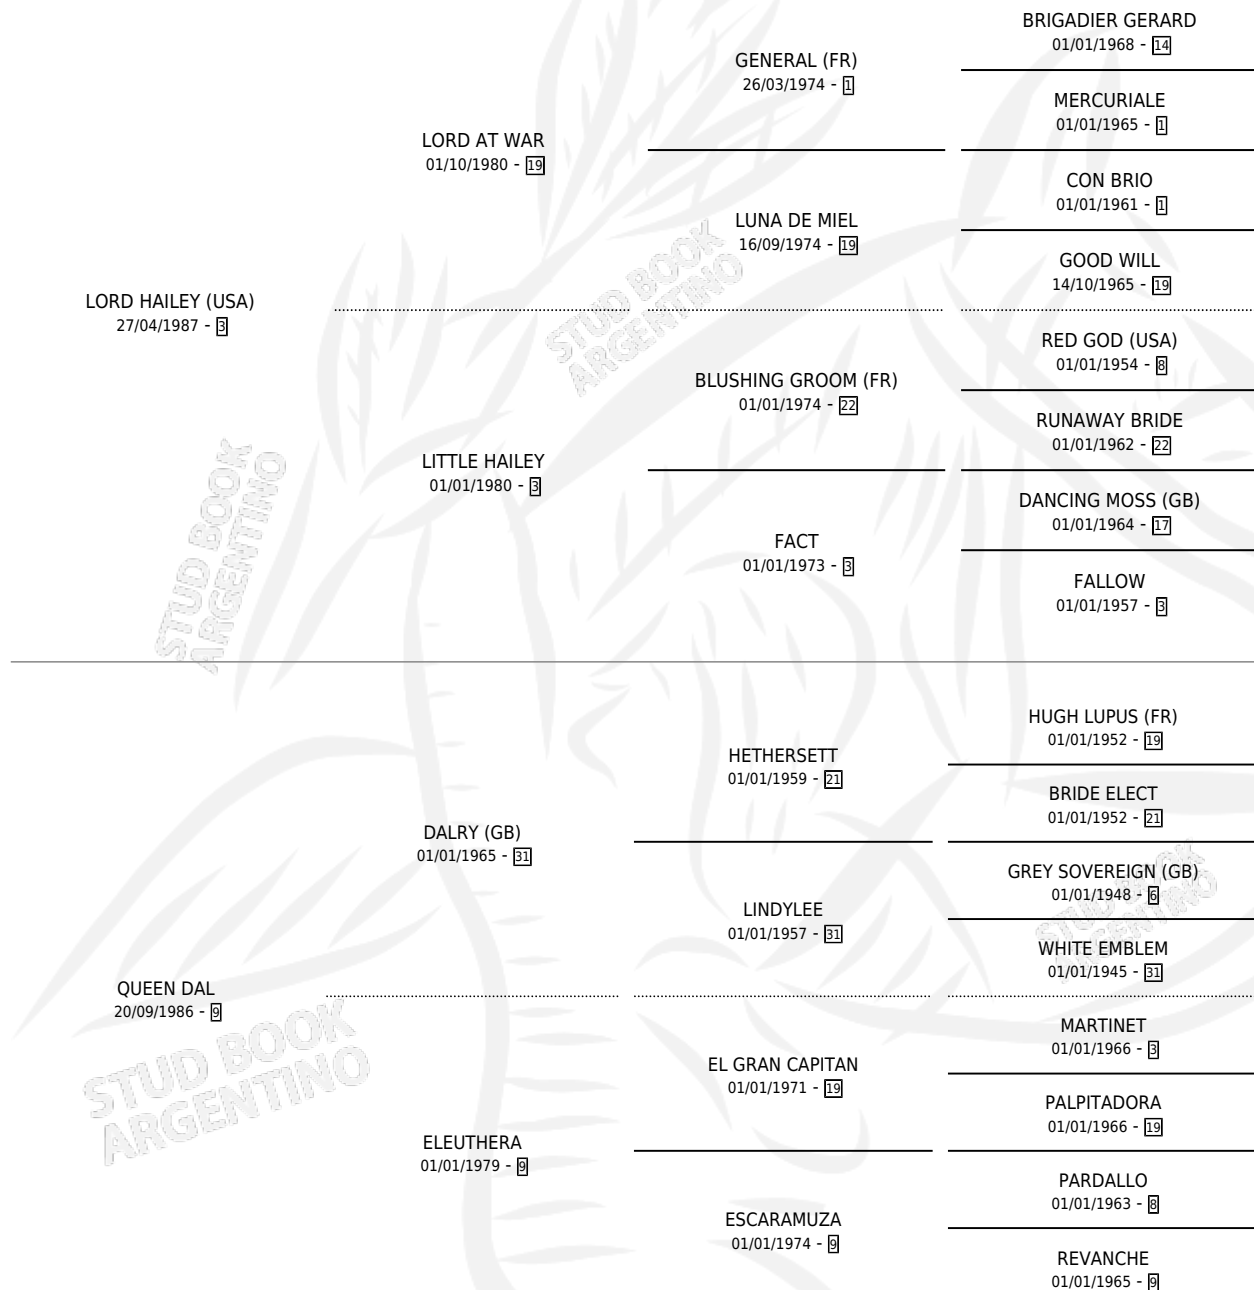 BRIGADIER GERARD
01/01/1968 - 14
GENERAL (FR)
26/03/1974 - 1
MERCURIALE
01/01/1965 - 1
LORD AT WAR
01/10/1980 - 19
CON BRIO
01/01/1961 - 1
LUNA DE MIEL
16/09/1974 - 19
GOOD WILL
14/10/1965 - 19
LORD HAILEY (USA)
27/04/1987 - 3
RED GOD (USA)
01/01/1954 - 8
BLUSHING GROOM (FR)
01/01/1974 - 22
RUNAWAY BRIDE
01/01/1962 - 22
LITTLE HAILEY
01/01/1980 - 3
DANCING MOSS (GB)
01/01/1964 - 17
FACT
01/01/1973 - 3
FALLOW
01/01/1957 - 3
HUGH LUPUS (FR)
01/01/1952 - 19
HETHERSETT
01/01/1959 - 21
BRIDE ELECT
01/01/1952 - 21
DALRY (GB)
01/01/1965 - 31
GREY SOVEREIGN (GB)
01/01/1948 - 6
LINDYLEE
01/01/1957 - 31
WHITE EMBLEM
01/01/1945 - 31
QUEEN DAL
20/09/1986 - 9
MARTINET
01/01/1966 - 3
EL GRAN CAPITAN
01/01/1971 - 19
PALPITADORA
01/01/1966 - 19
ELEUTHERA
01/01/1979 - 9
PARDALLO
01/01/1963 - 8
ESCARAMUZA
01/01/1974 - 9
REVANCHE
01/01/1965 - 9
STUD BOOK
ARGENTINO
STUD BOOK
ARGENTINO
STUD BOOK
ARGENTINO
STUD BOOK
ARGENTINO